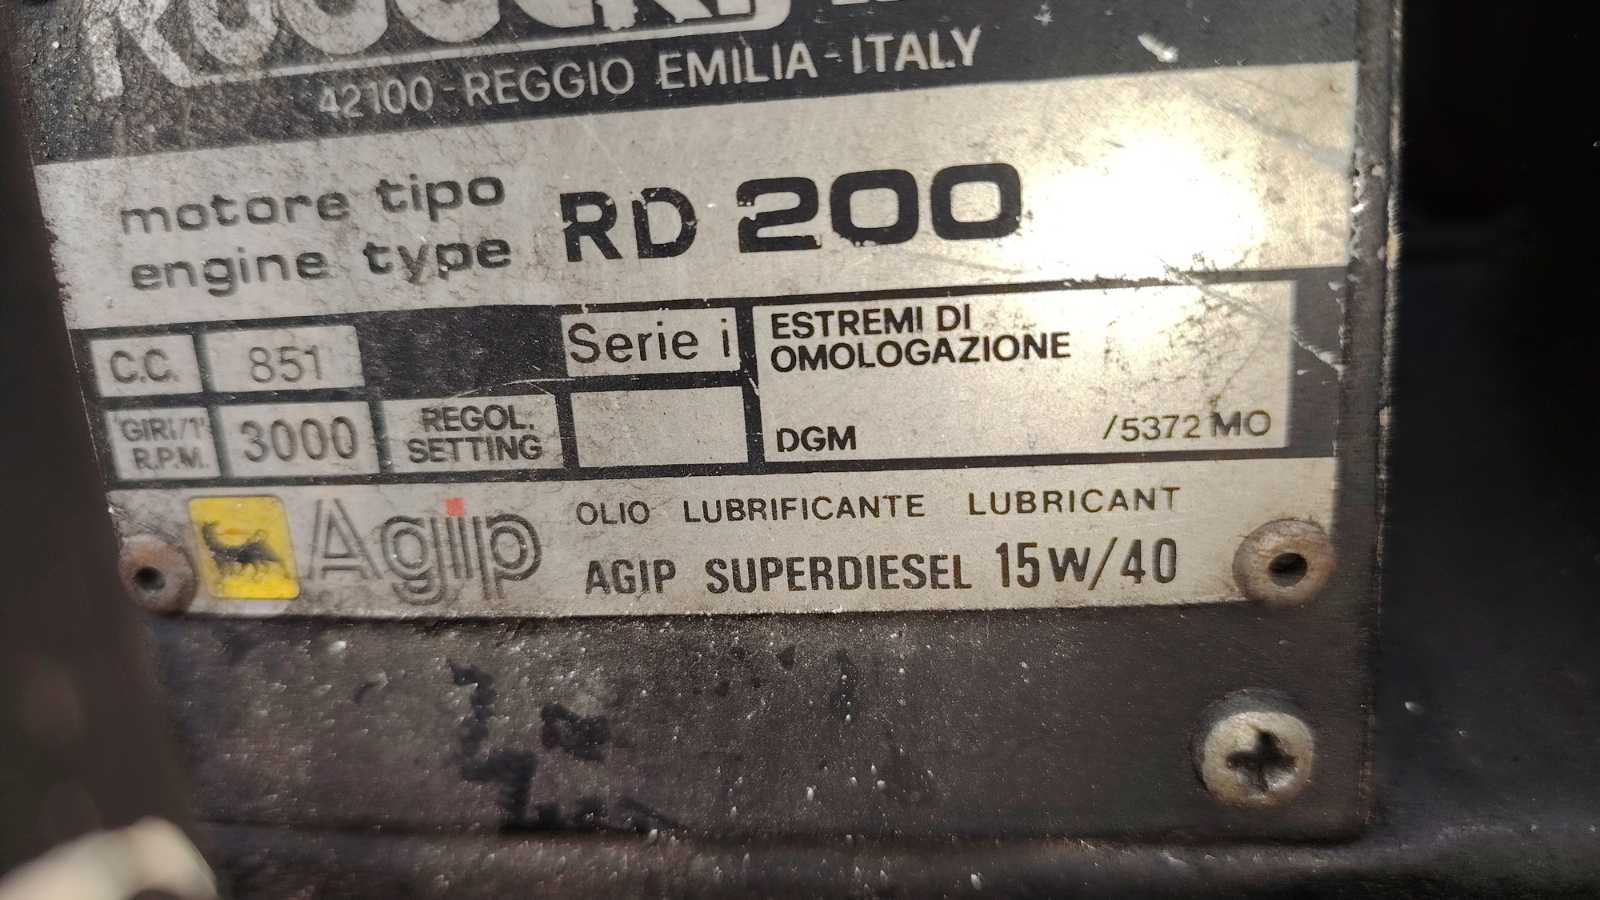 42100 - REGGIO EMILIA - ITALY
motore tipo
engine type
RD 200
C.C. 851
Serie i
ESTREMI DI
OMOLOGAZIONE
GIRI/1'
R.P.M.
3000
REGOL.
SETTING
DGM /5372 MO
Agip
OLIO LUBRIFICANTE LUBRICANT
AGIP SUPERDIESEL 15W/40